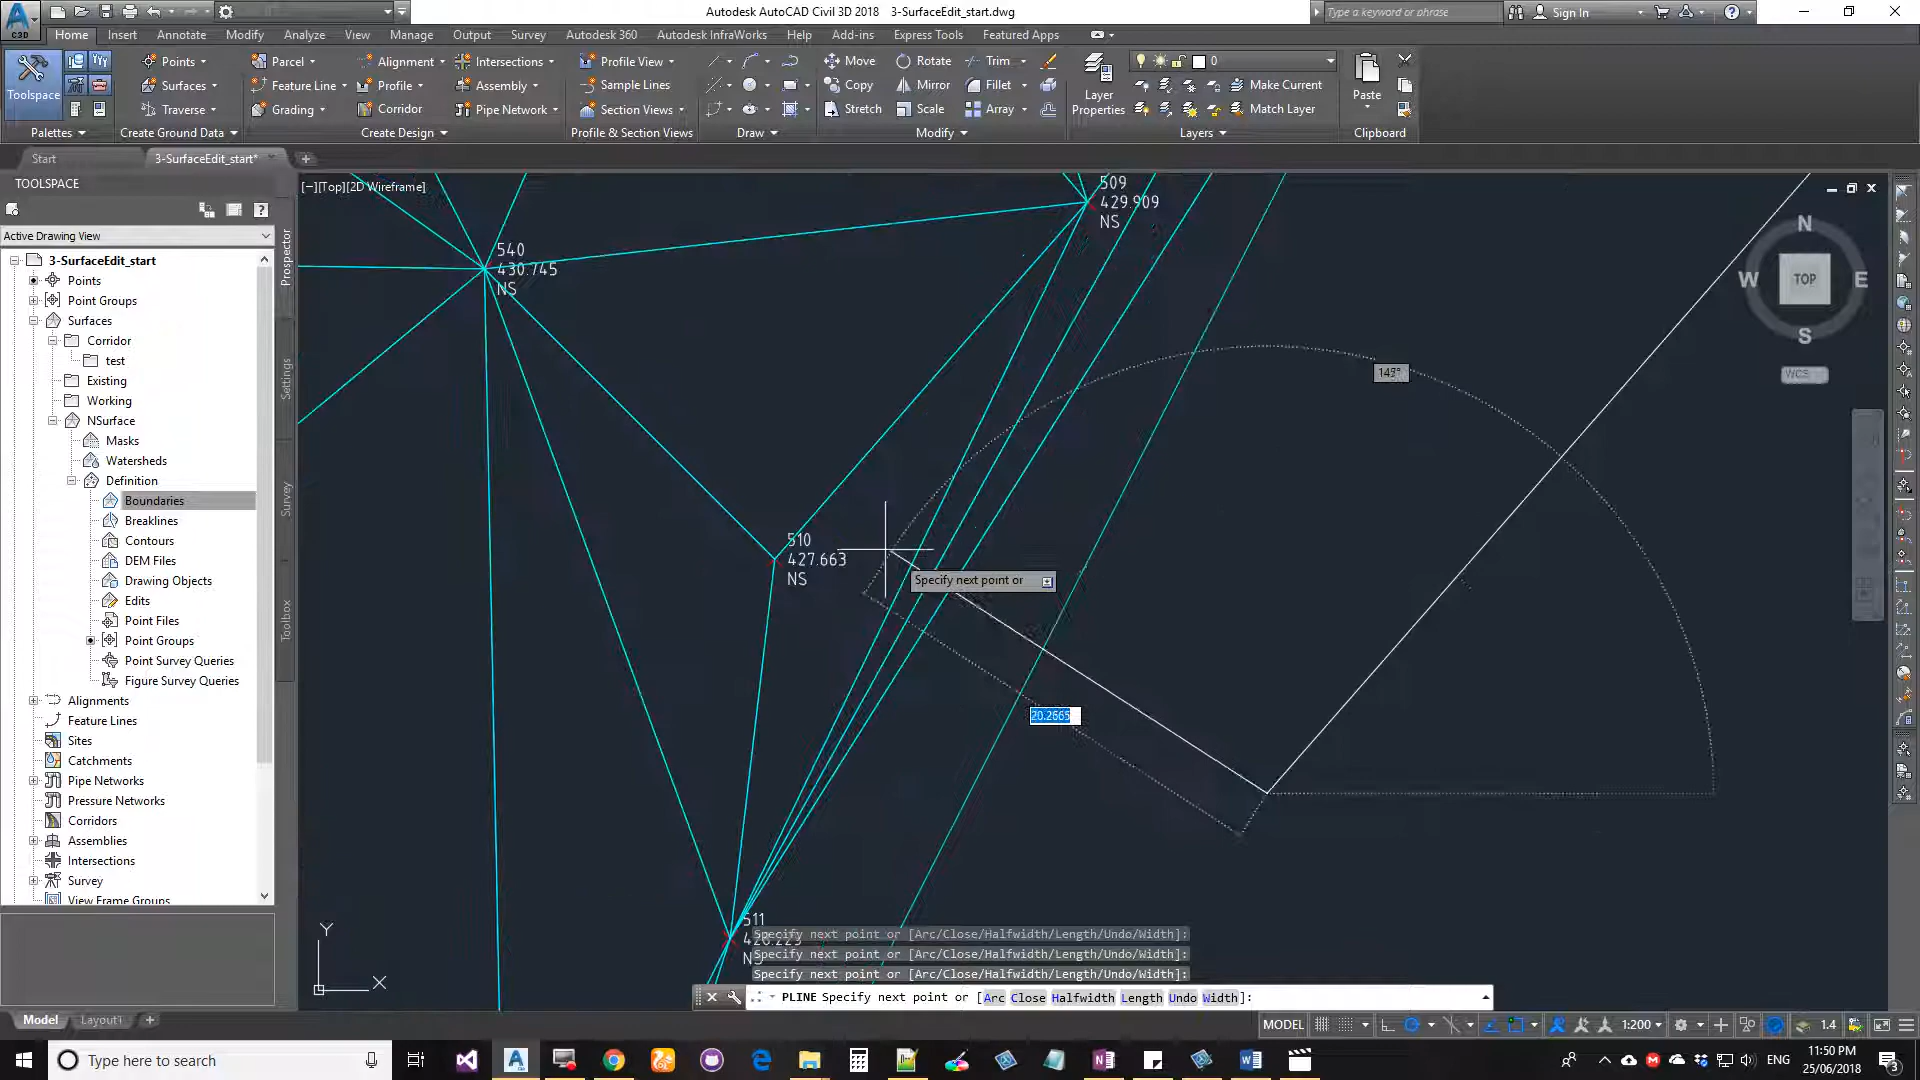 Autodesk AutoCAD Civil 3D 2018 3-SurfaceEdit_start.dwg
Type a keyword or phrase
Sign In
C3D
Home Insert Annotate Modify Analyze View Manage Output Survey Autodesk 360 Autodesk InfraWorks Help Add-ins Express Tools Featured Apps
Points Parcel Alignment Intersections Profile View Move Rotate Trim 0
Surfaces Feature Line Profile Assembly Sample Lines Copy Mirror Fillet Make Current
Toolspace Traverse Grading Corridor Pipe Network Section Views Stretch Scale Array Layer Properties Match Layer Paste
Palettes Create Ground Data Create Design Profile & Section Views Draw Modify Layers Clipboard
Start 3-SurfaceEdit_start*
TOOLSPACE
[−][Top][2D Wireframe]
Active Drawing View
3-SurfaceEdit_start
Points
Point Groups
Surfaces
Corridor
test
Existing
Working
NSurface
Masks
Watersheds
Definition
Boundaries
Breaklines
Contours
DEM Files
Drawing Objects
Edits
Point Files
Point Groups
Point Survey Queries
Figure Survey Queries
Alignments
Feature Lines
Sites
Catchments
Pipe Networks
Pressure Networks
Corridors
Assemblies
Intersections
Survey
View Frame Groups
Prospector
Settings
Survey
Toolbox
509
429.909
NS
540
430.745
NS
510
427.663
NS
511
NS
N
W TOP E
S
WCS
Specify next point or
20.2665
Y
X
Specify next point or [Arc/Close/Halfwidth/Length/Undo/Width]:
Specify next point or [Arc/Close/Halfwidth/Length/Undo/Width]:
Specify next point or [Arc/Close/Halfwidth/Length/Undo/Width]:
PLINE Specify next point or [Arc Close Halfwidth Length Undo Width]:
Model Layout1
MODEL 1:200 1.4
Type here to search
ENG
11:50 PM
25/06/2018
3